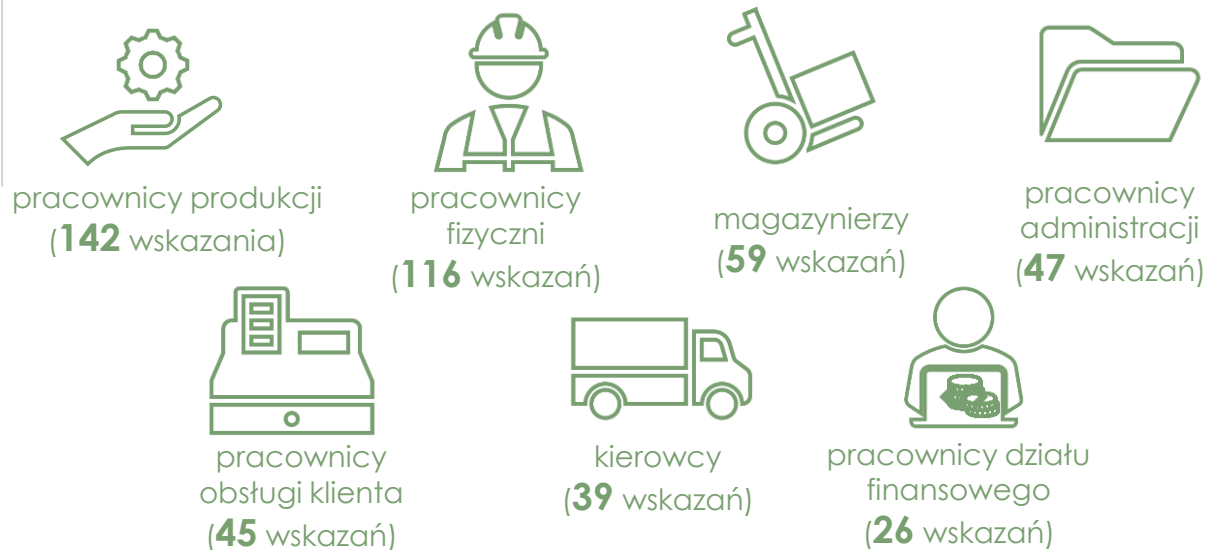 pracownicy produkcji
(142 wskazania)
pracownicy
fizyczni
(116 wskazań)
magazynierzy
(59 wskazań)
pracownicy
administracji
(47 wskazań)
pracownicy
obsługi klienta
(45 wskazań)
kierowcy
(39 wskazań)
pracownicy działu
finansowego
(26 wskazań)